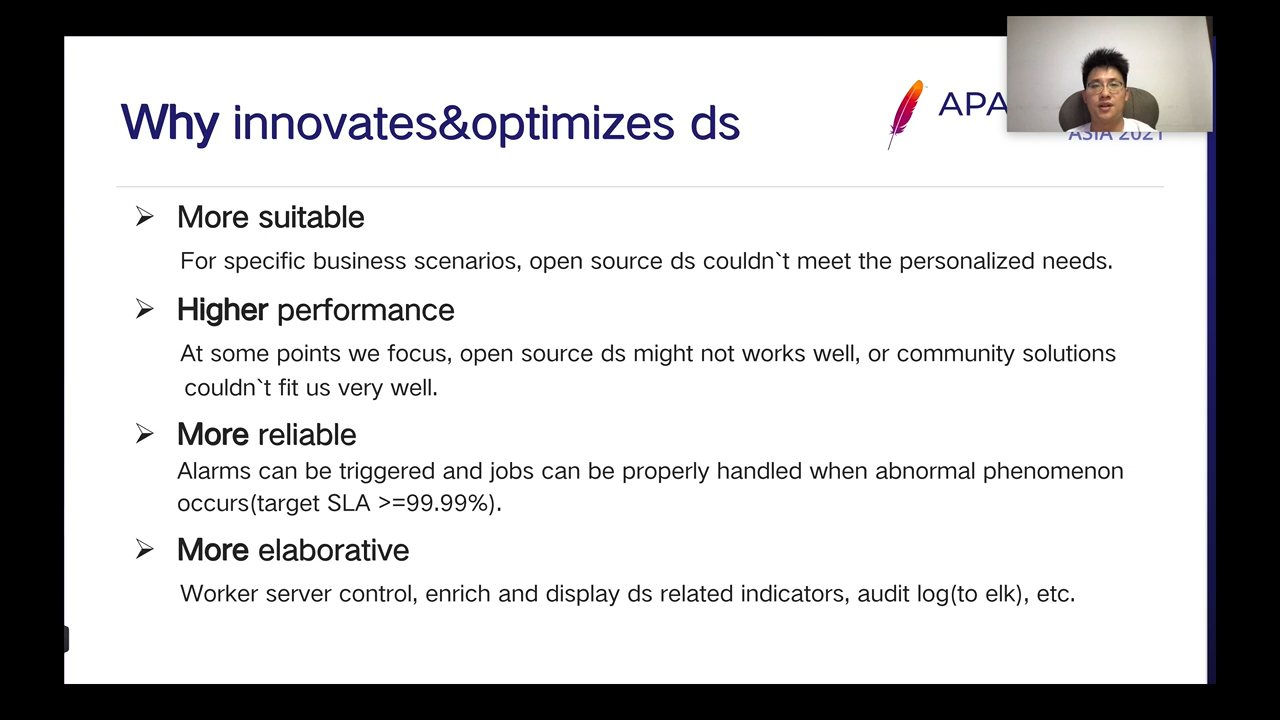 Why innovates&optimizes ds
APA
ASIA 2021
➢ More suitable
For specific business scenarios, open source ds couldn`t meet the personalized needs.
➢ Higher performance
At some points we focus, open source ds might not works well, or community solutions
couldn`t fit us very well.
➢ More reliable
Alarms can be triggered and jobs can be properly handled when abnormal phenomenon
occurs(target SLA >=99.99%).
➢ More elaborative
Worker server control, enrich and display ds related indicators, audit log(to elk), etc.